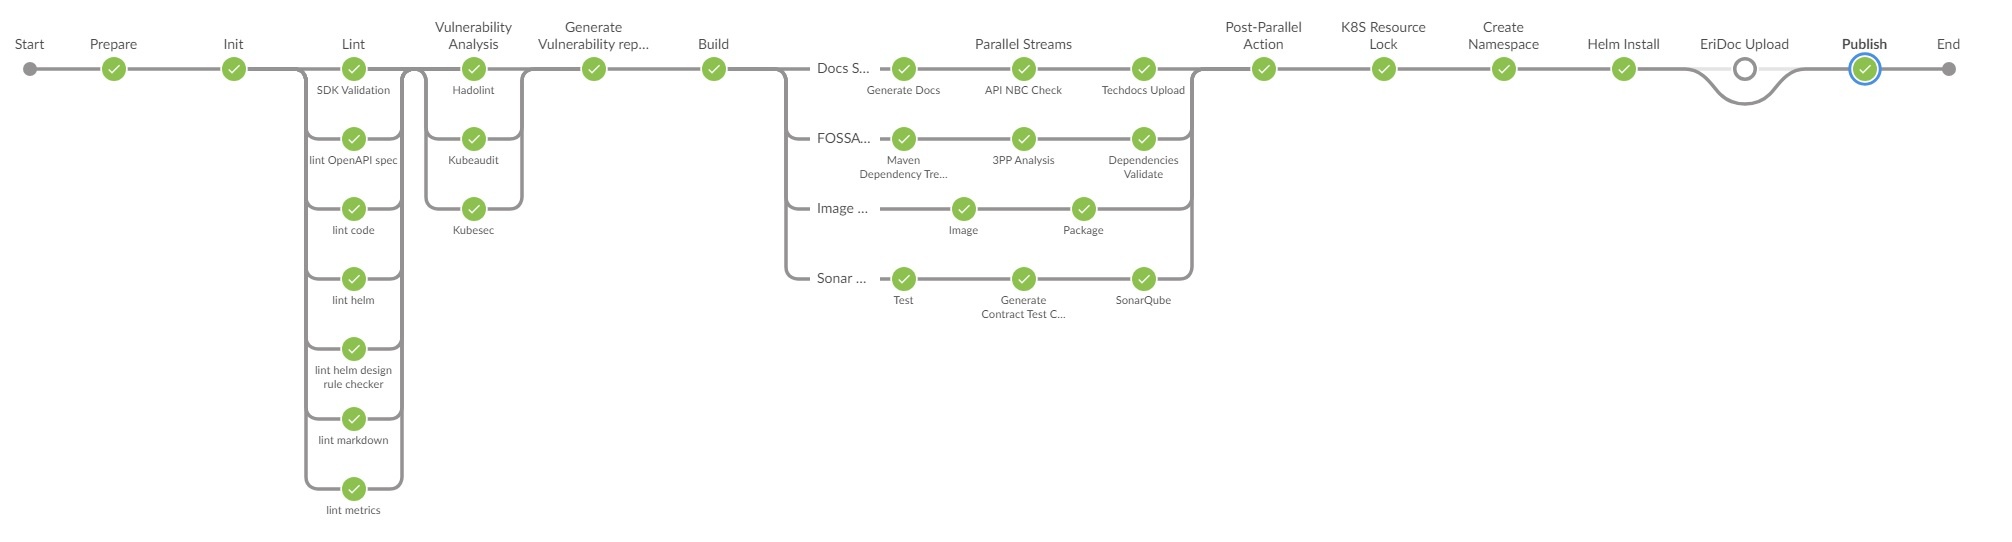 Start
Prepare
Init
Lint
Vulnerability
Analysis
Generate
Vulnerability rep...
Build
Parallel Streams
Post-Parallel
Action
K8S Resource
Lock
Create
Namespace
Helm Install
EriDoc Upload
Publish
End
SDK Validation
lint OpenAPI spec
lint code
lint helm
lint helm design
rule checker
lint markdown
lint metrics
Hadolint
Kubeaudit
Kubesec
Docs S...
Generate Docs
API NBC Check
Techdocs Upload
FOSSA...
Maven
Dependency Tre...
3PP Analysis
Dependencies
Validate
Image ...
Image
Package
Sonar ...
Test
Generate
Contract Test C...
SonarQube